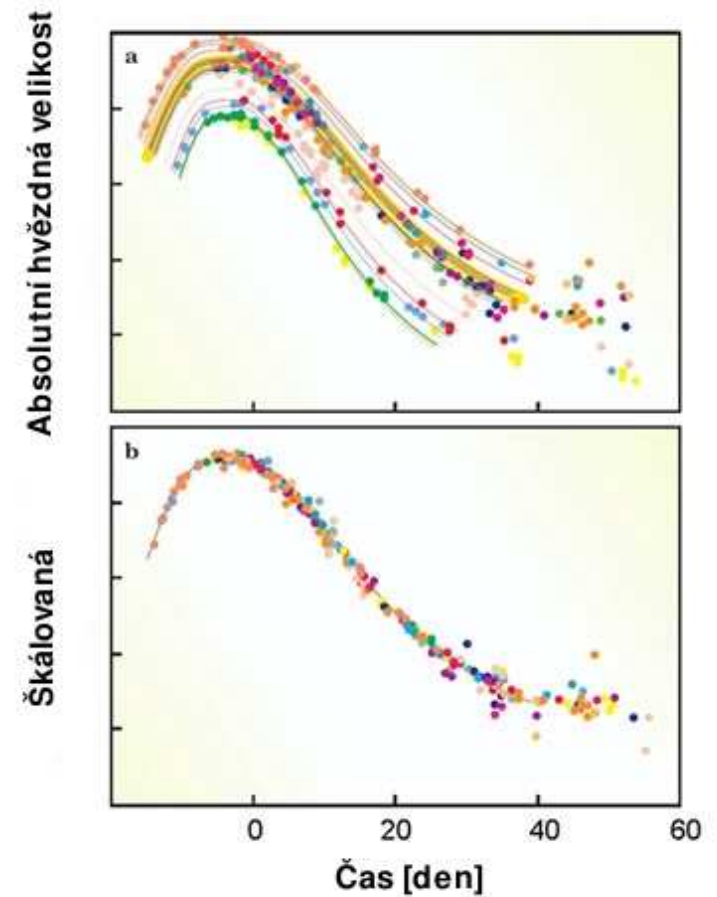 Absolutní hvězdná velikost
a
Škálovaná
b
0
20
40
60
Čas [den]